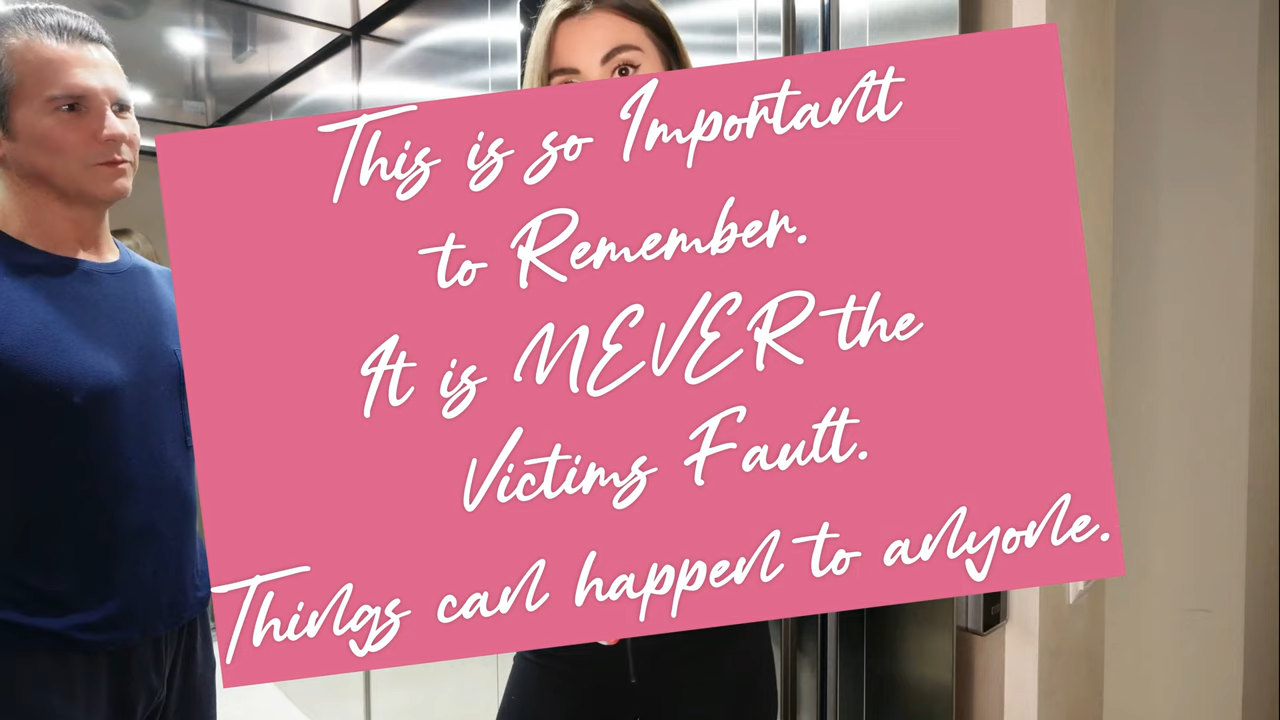 This is so Important
to Remember.
It is NEVER the
Victims Fault.
Things can happen to anyone.